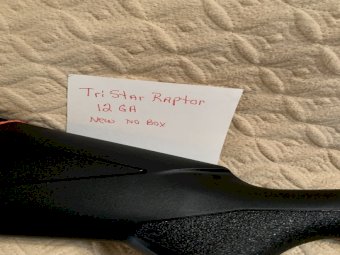 Tri Star Raptor
12 GA
New No Box